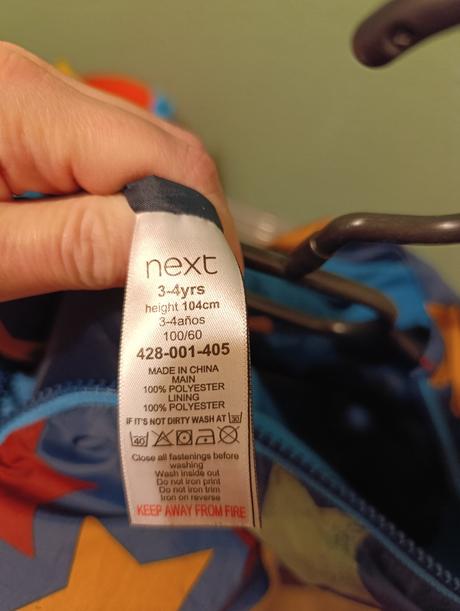 next
3-4yrs
height 104cm
3-4años
100/60
428-001-405
MADE IN CHINA
MAIN
100% POLYESTER
LINING
100% POLYESTER
IF IT'S NOT DIRTY WASH AT 30
40
Close all fastenings before
washing
Wash inside out
Do not iron print
Do not iron trim
Iron on reverse
KEEP AWAY FROM FIRE